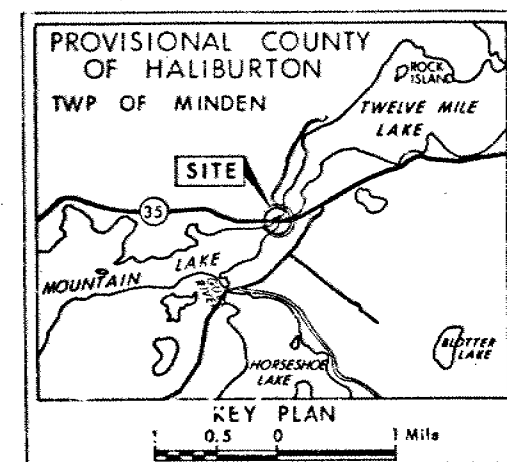 PROVISIONAL COUNTY
OF HALIBURTON
TWP OF MINDEN
ROCK
ISLAND
TWELVE MILE
LAKE
SITE
35
MOUNTAIN LAKE
BLOTTER
LAKE
HORSESHOE
LAKE
KEY PLAN
1 0.5 0 1 Mile